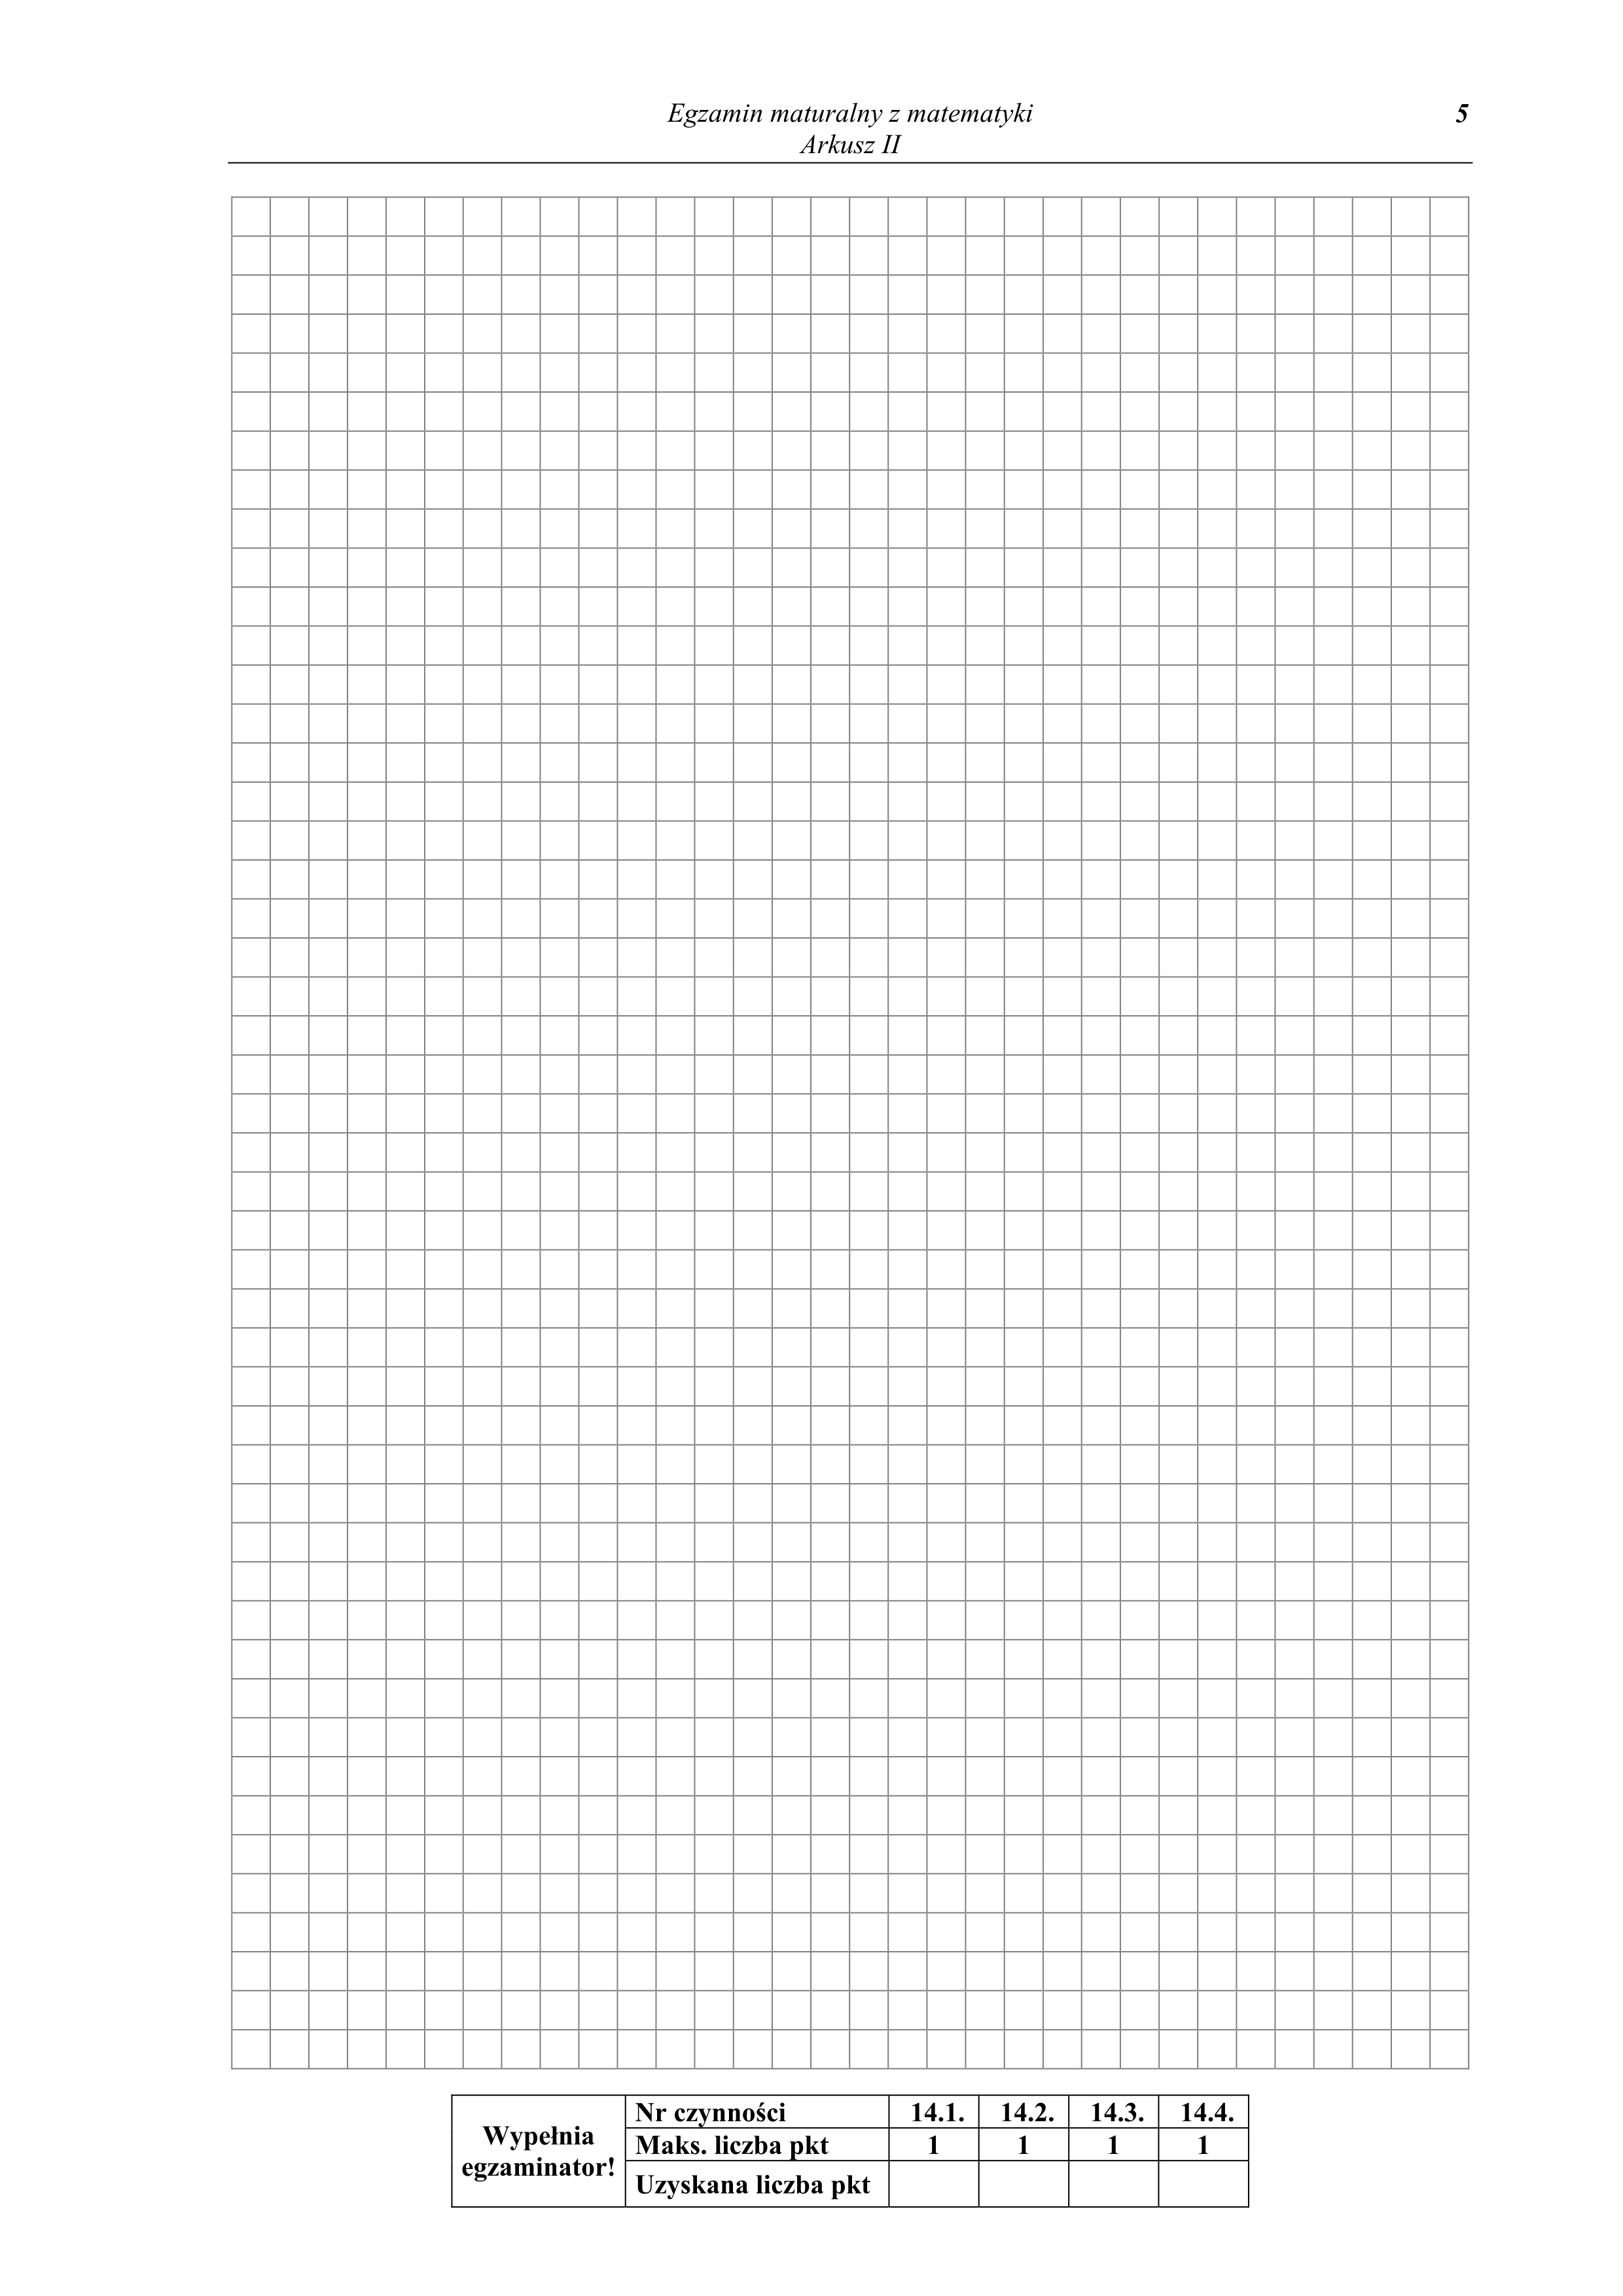 Egzamin maturalny z matematyki 5
Arkusz II
Wypełnia egzaminator!
Nr czynności 14.1. 14.2. 14.3. 14.4.
Maks. liczba pkt 1 1 1 1
Uzyskana liczba pkt